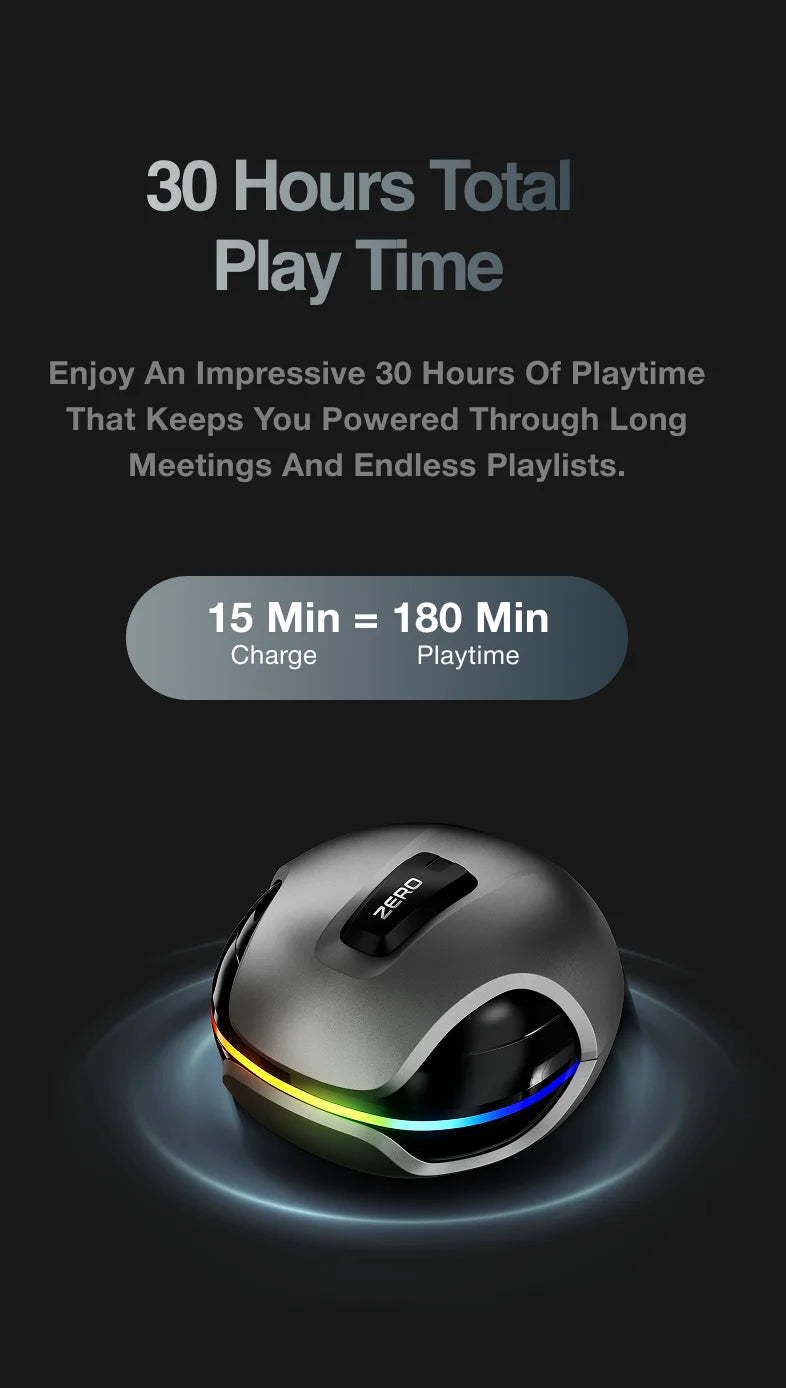 30 Hours Total
Play Time
Enjoy An Impressive 30 Hours Of Playtime
That Keeps You Powered Through Long
Meetings And Endless Playlists.
15 Min = 180 Min
Charge Playtime
ZERO